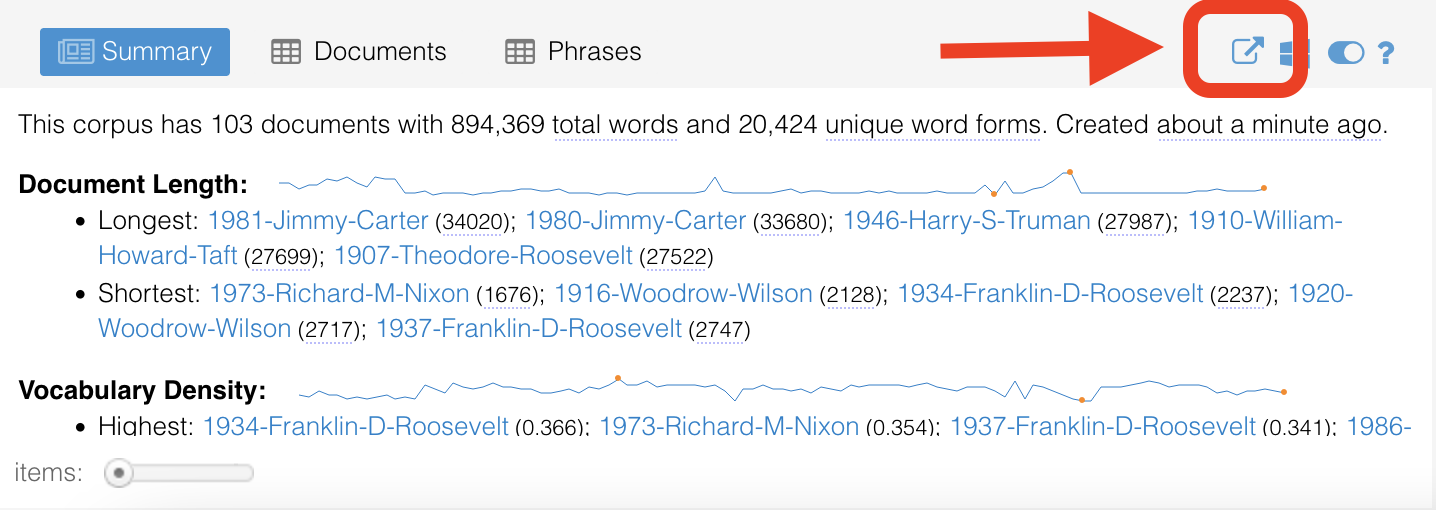 Summary Documents Phrases ?
This corpus has 103 documents with 894,369 total words and 20,424 unique word forms. Created about a minute ago.
Document Length:
• Longest: 1981-Jimmy-Carter (34020); 1980-Jimmy-Carter (33680); 1946-Harry-S-Truman (27987); 1910-William-
Howard-Taft (27699); 1907-Theodore-Roosevelt (27522)
• Shortest: 1973-Richard-M-Nixon (1676); 1916-Woodrow-Wilson (2128); 1934-Franklin-D-Roosevelt (2237); 1920-
Woodrow-Wilson (2717); 1937-Franklin-D-Roosevelt (2747)
Vocabulary Density:
• Highest: 1934-Franklin-D-Roosevelt (0.366); 1973-Richard-M-Nixon (0.354); 1937-Franklin-D-Roosevelt (0.341); 1986-
items: